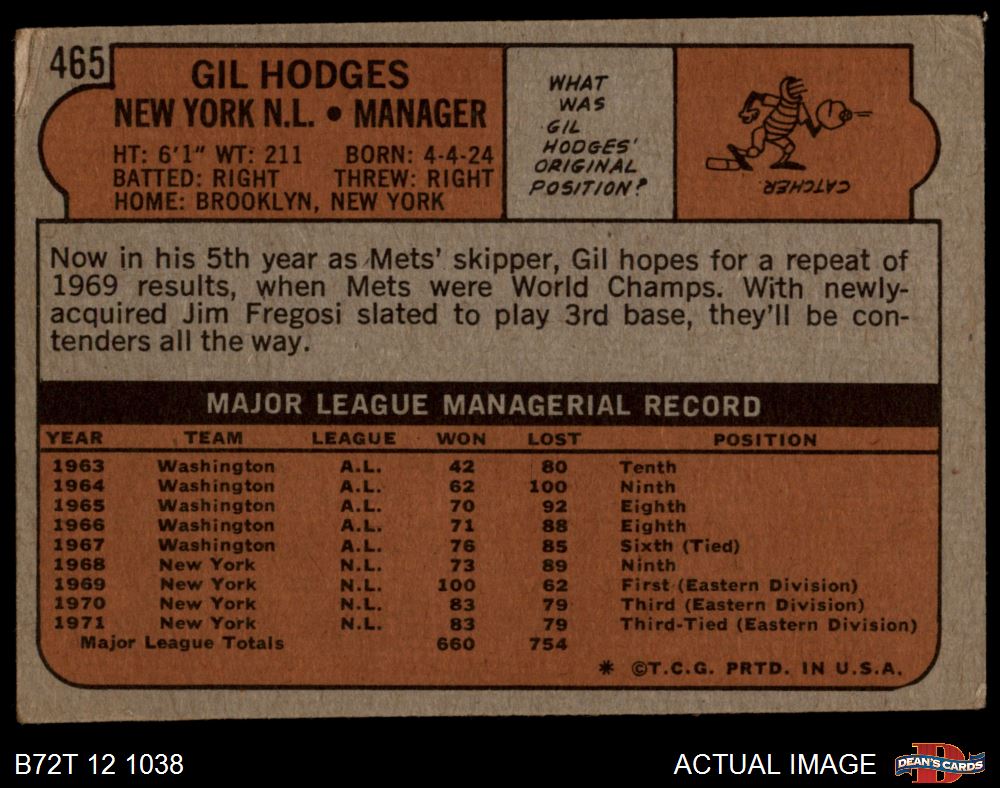 465
GIL HODGES
NEW YORK N.L. • MANAGER
HT: 6'1" WT: 211 BORN: 4-4-24
BATTED: RIGHT THREW: RIGHT
HOME: BROOKLYN, NEW YORK
WHAT
WAS
GIL
HODGES'
ORIGINAL
POSITION?
CATCHER.
Now in his 5th year as Mets' skipper, Gil hopes for a repeat of
1969 results, when Mets were World Champs. With newly-
acquired Jim Fregosi slated to play 3rd base, they'll be con-
tenders all the way.
MAJOR LEAGUE MANAGERIAL RECORD
YEAR TEAM LEAGUE WON LOST POSITION
1963 Washington A.L. 42 80 Tenth
1964 Washington A.L. 62 100 Ninth
1965 Washington A.L. 70 92 Eighth
1966 Washington A.L. 71 88 Eighth
1967 Washington A.L. 76 85 Sixth (Tied)
1968 New York N.L. 73 89 Ninth
1969 New York N.L. 100 62 First (Eastern Division)
1970 New York N.L. 83 79 Third (Eastern Division)
1971 New York N.L. 83 79 Third-Tied (Eastern Division)
Major League Totals 660 754
* ©T.C.G. PRTD. IN U.S.A.
B72T 12 1038
ACTUAL IMAGE
D
DEAN'S CARDS